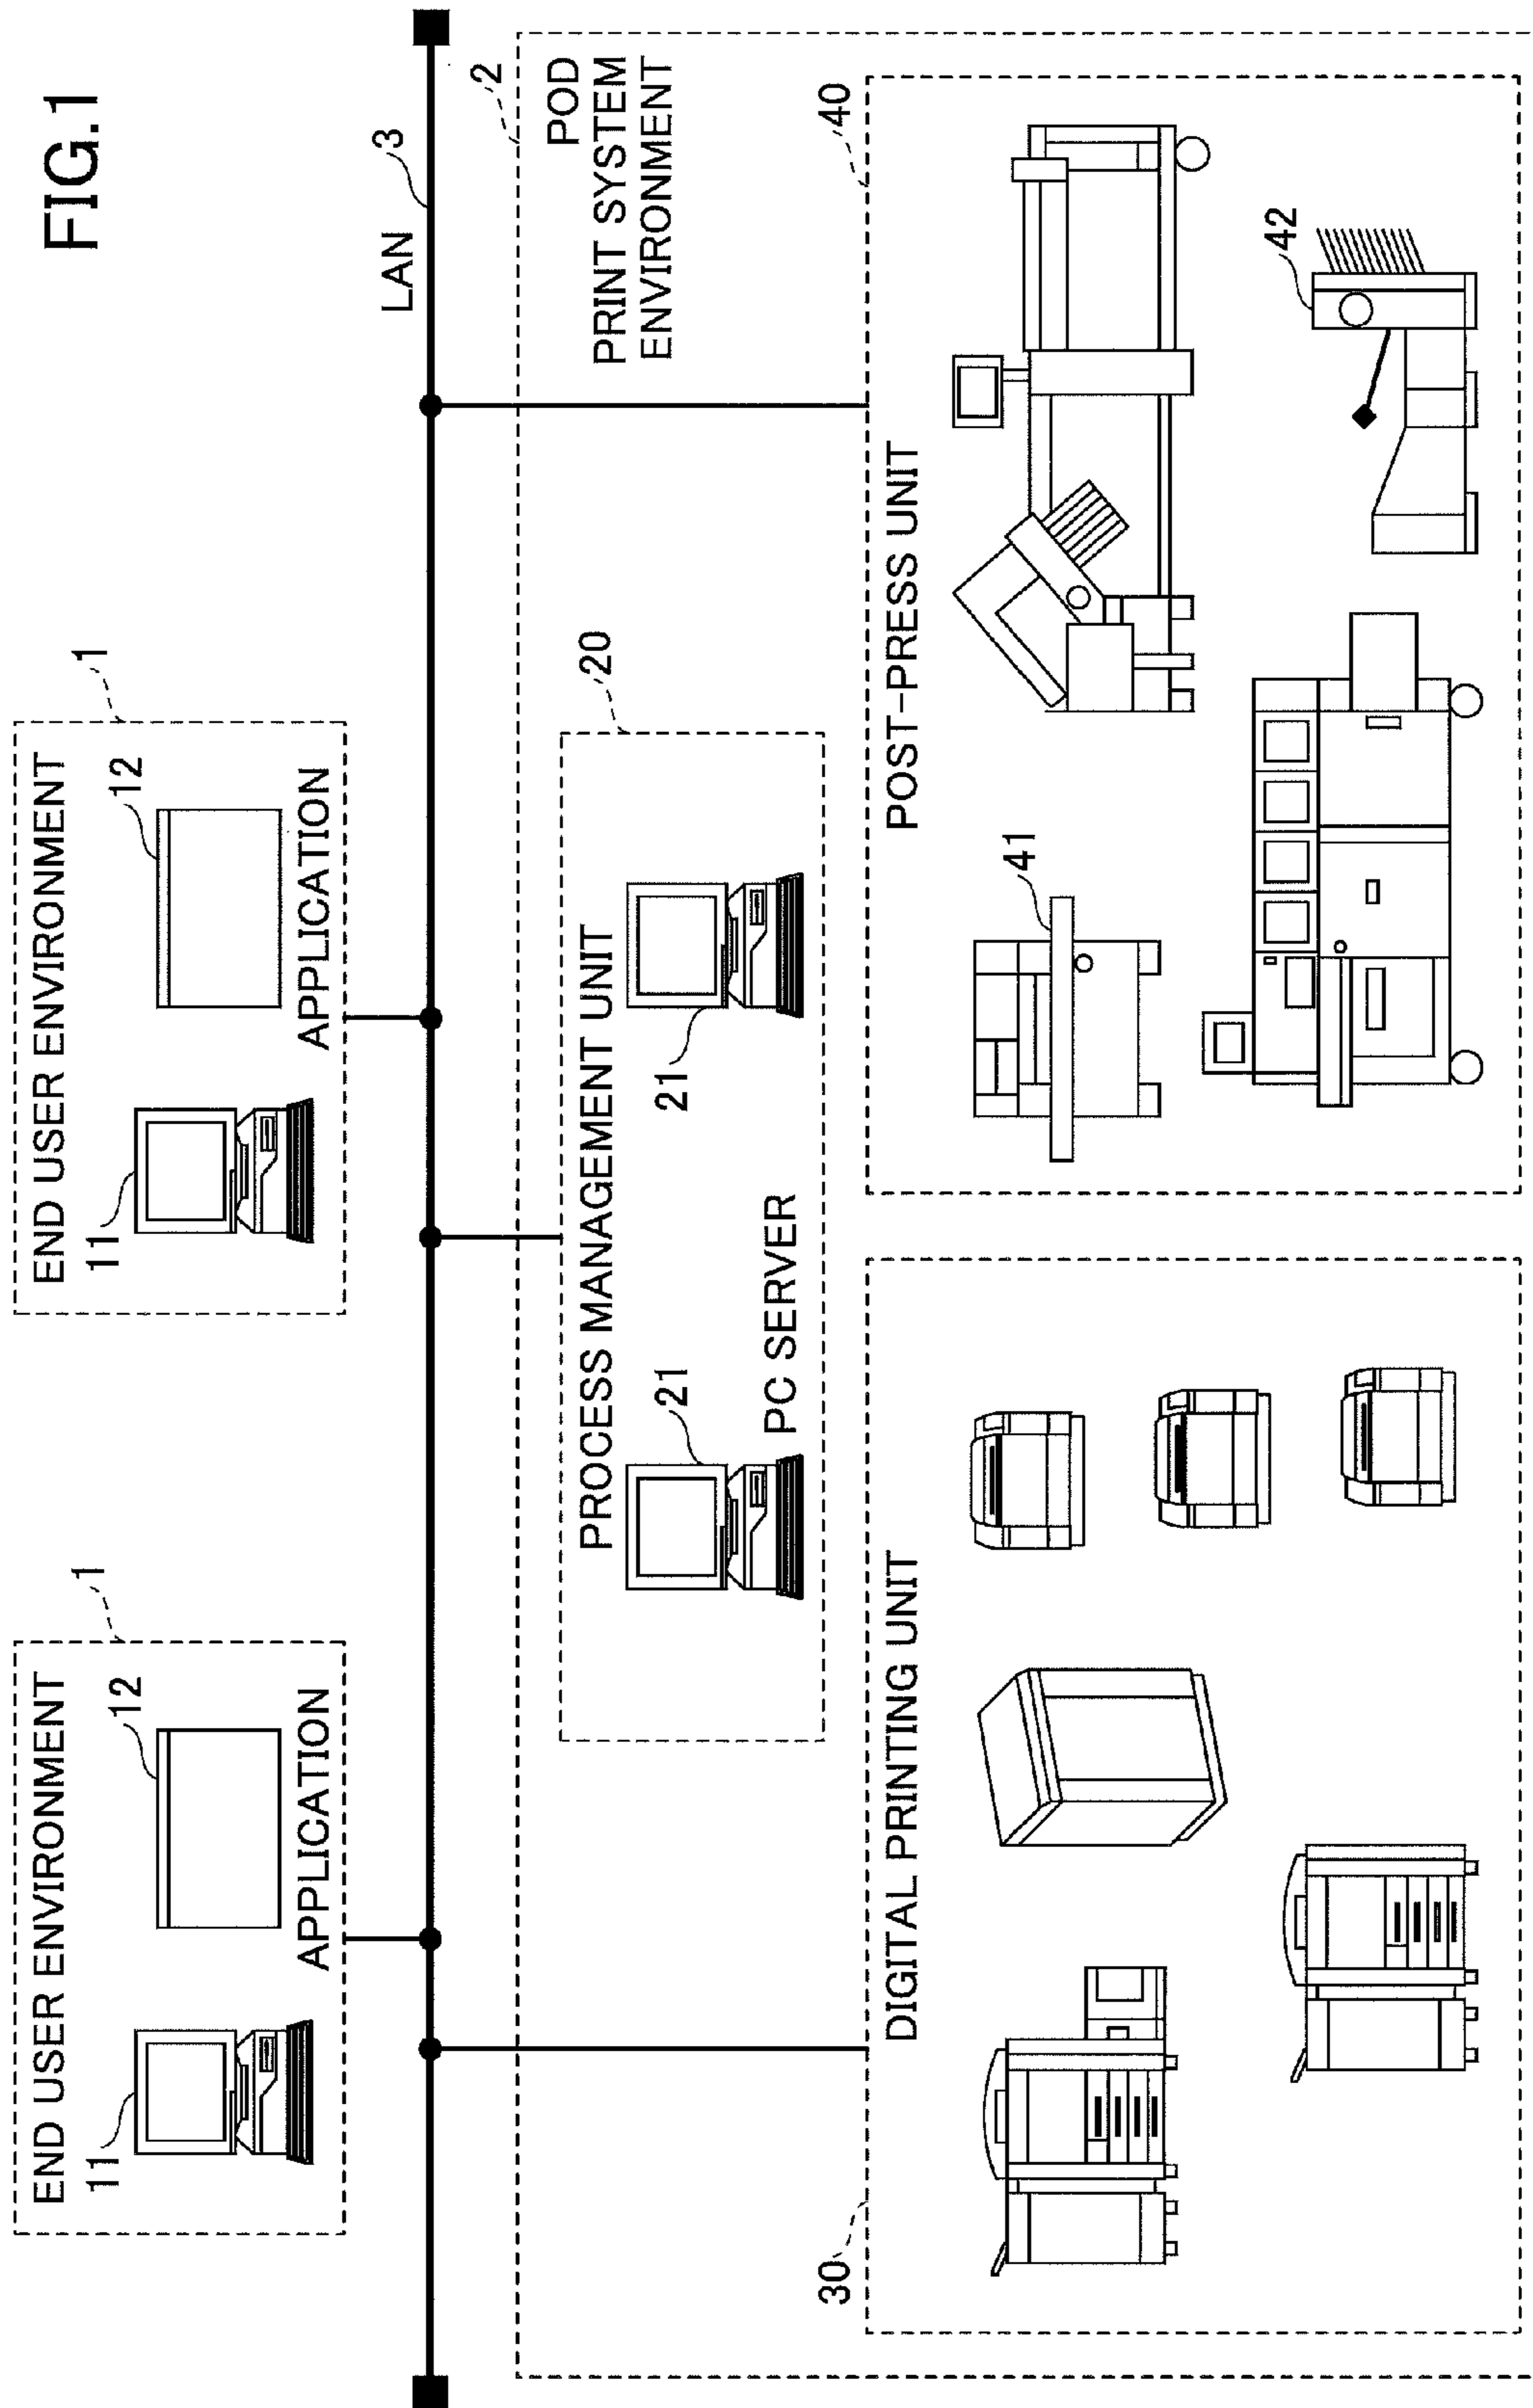 FIG.1
END USER ENVIRONMENT
1
11
12
APPLICATION
END USER ENVIRONMENT
1
11
12
APPLICATION
LAN
3
2
POD
PRINT SYSTEM
ENVIRONMENT
20
PROCESS MANAGEMENT UNIT
21
21
PC SERVER
30
DIGITAL PRINTING UNIT
40
POST-PRESS UNIT
41
42